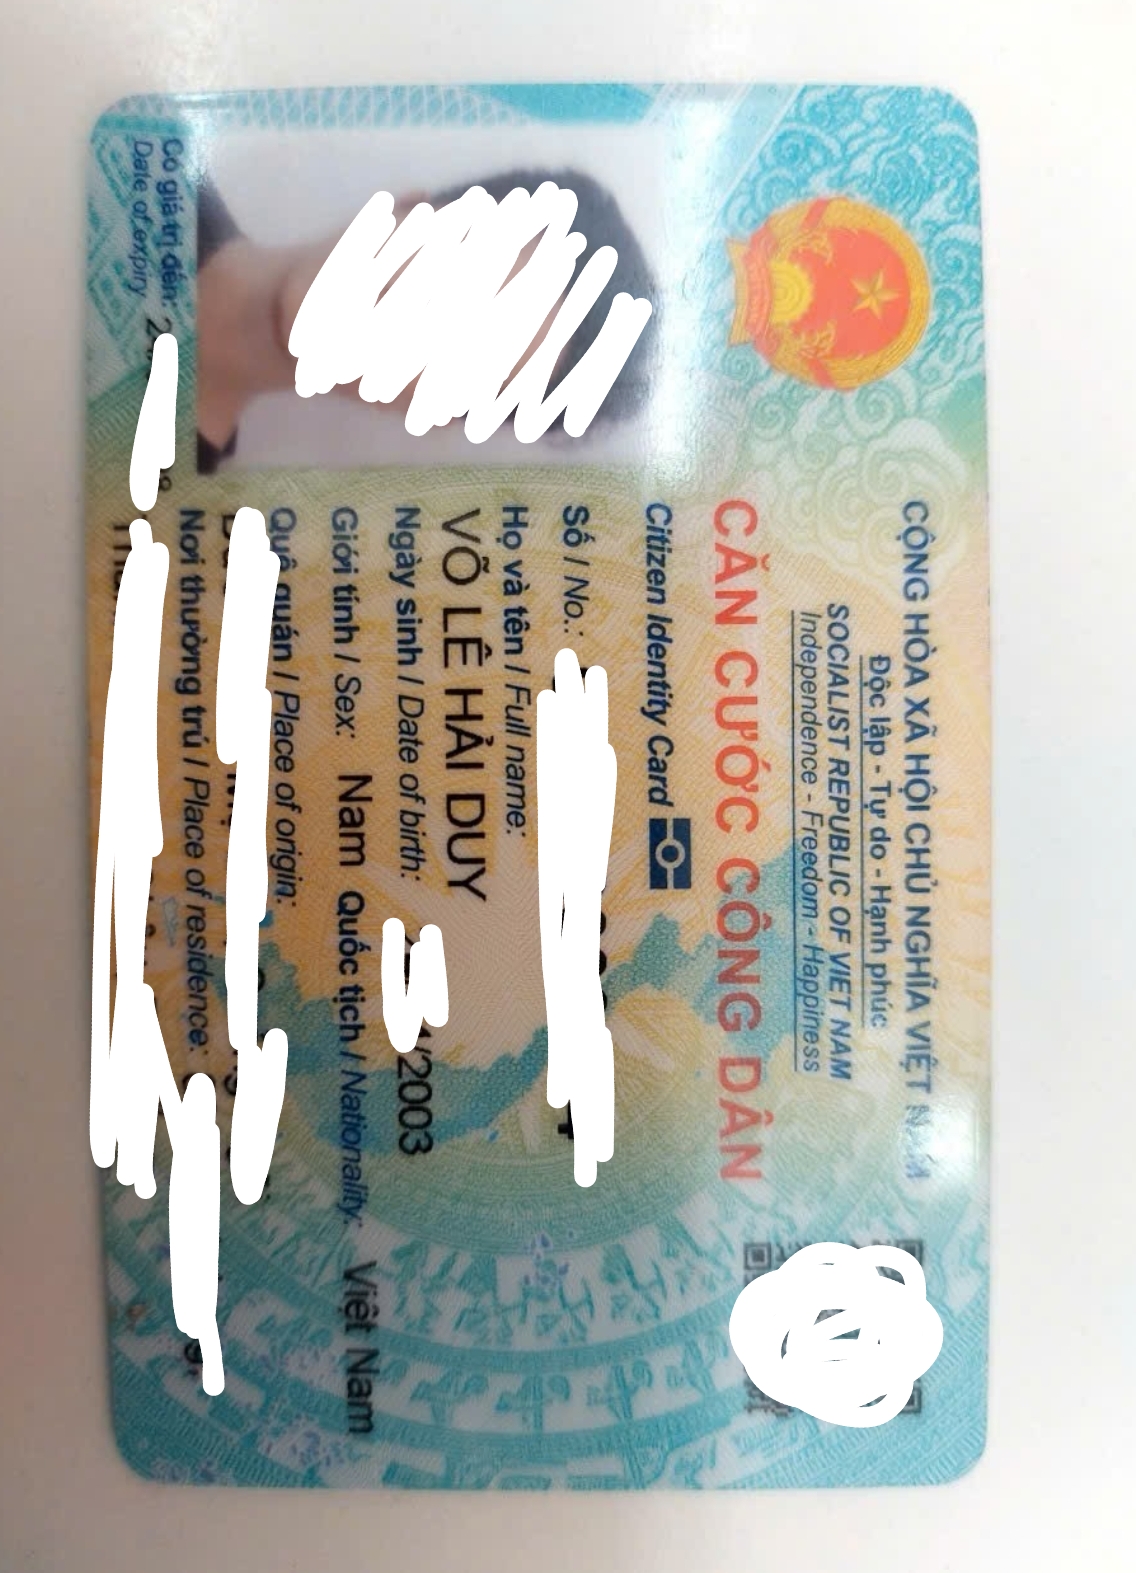 CỘNG HÒA XÃ HỘI CHỦ NGHĨA VIỆT NAM
Độc lập - Tự do - Hạnh phúc
SOCIALIST REPUBLIC OF VIET NAM
Independence - Freedom - Happiness
CĂN CƯỚC CÔNG DÂN
Citizen Identity Card
Số / No.:
Họ và tên / Full name:
VÕ LÊ HẢI DUY
Ngày sinh / Date of birth: /2003
Giới tính / Sex: Nam Quốc tịch / Nationality: Việt Nam
Quê quán / Place of origin:
Nơi thường trú / Place of residence:
Có giá trị đến:
Date of expiry